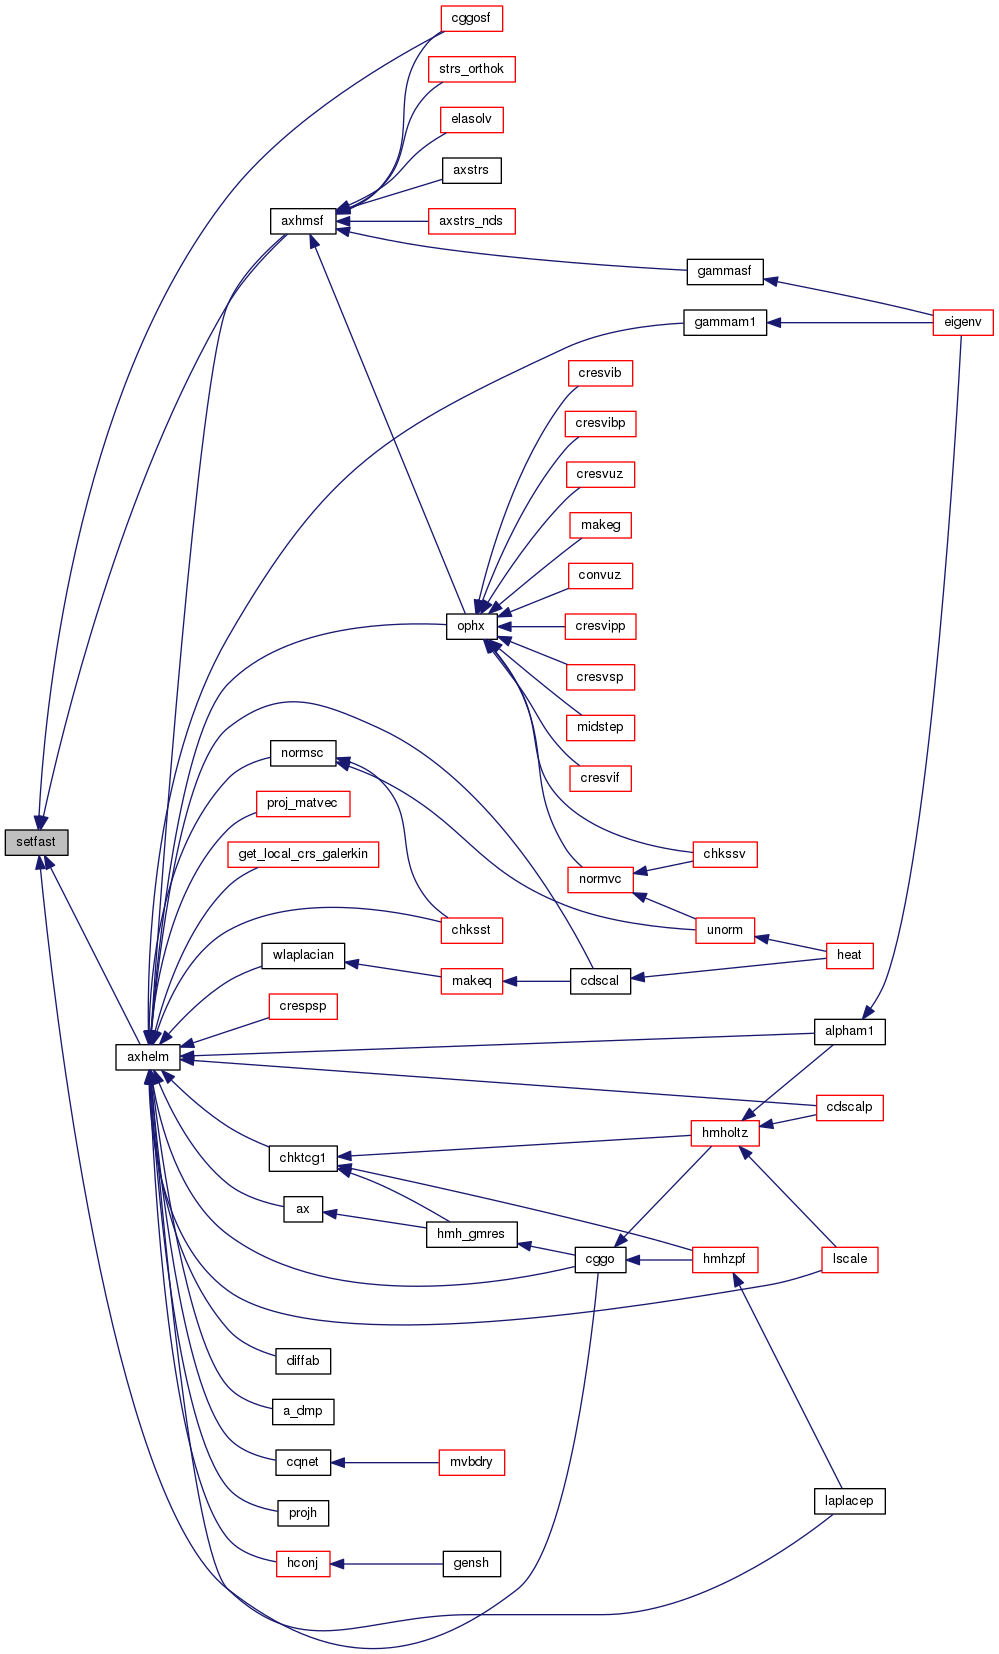 cggosf
strs_orthok
elasolv
axstrs
axhmsf
axstrs_nds
gammasf
gammam1
eigenv
cresvib
cresvibp
cresvuz
makeg
convuz
ophx
cresvipp
cresvsp
midstep
normsc
cresvif
proj_matvec
setfast
get_local_crs_galerkin
chkssv
normvc
chksst
unorm
wlaplacian
heat
makeq
cdscal
crespsp
alpham1
axhelm
cdscalp
hmholtz
chktcg1
ax
hmh_gmres
cggo
hmhzpf
lscale
diffab
a_dmp
cqnet
mvbdry
laplacep
projh
hconj
gensh